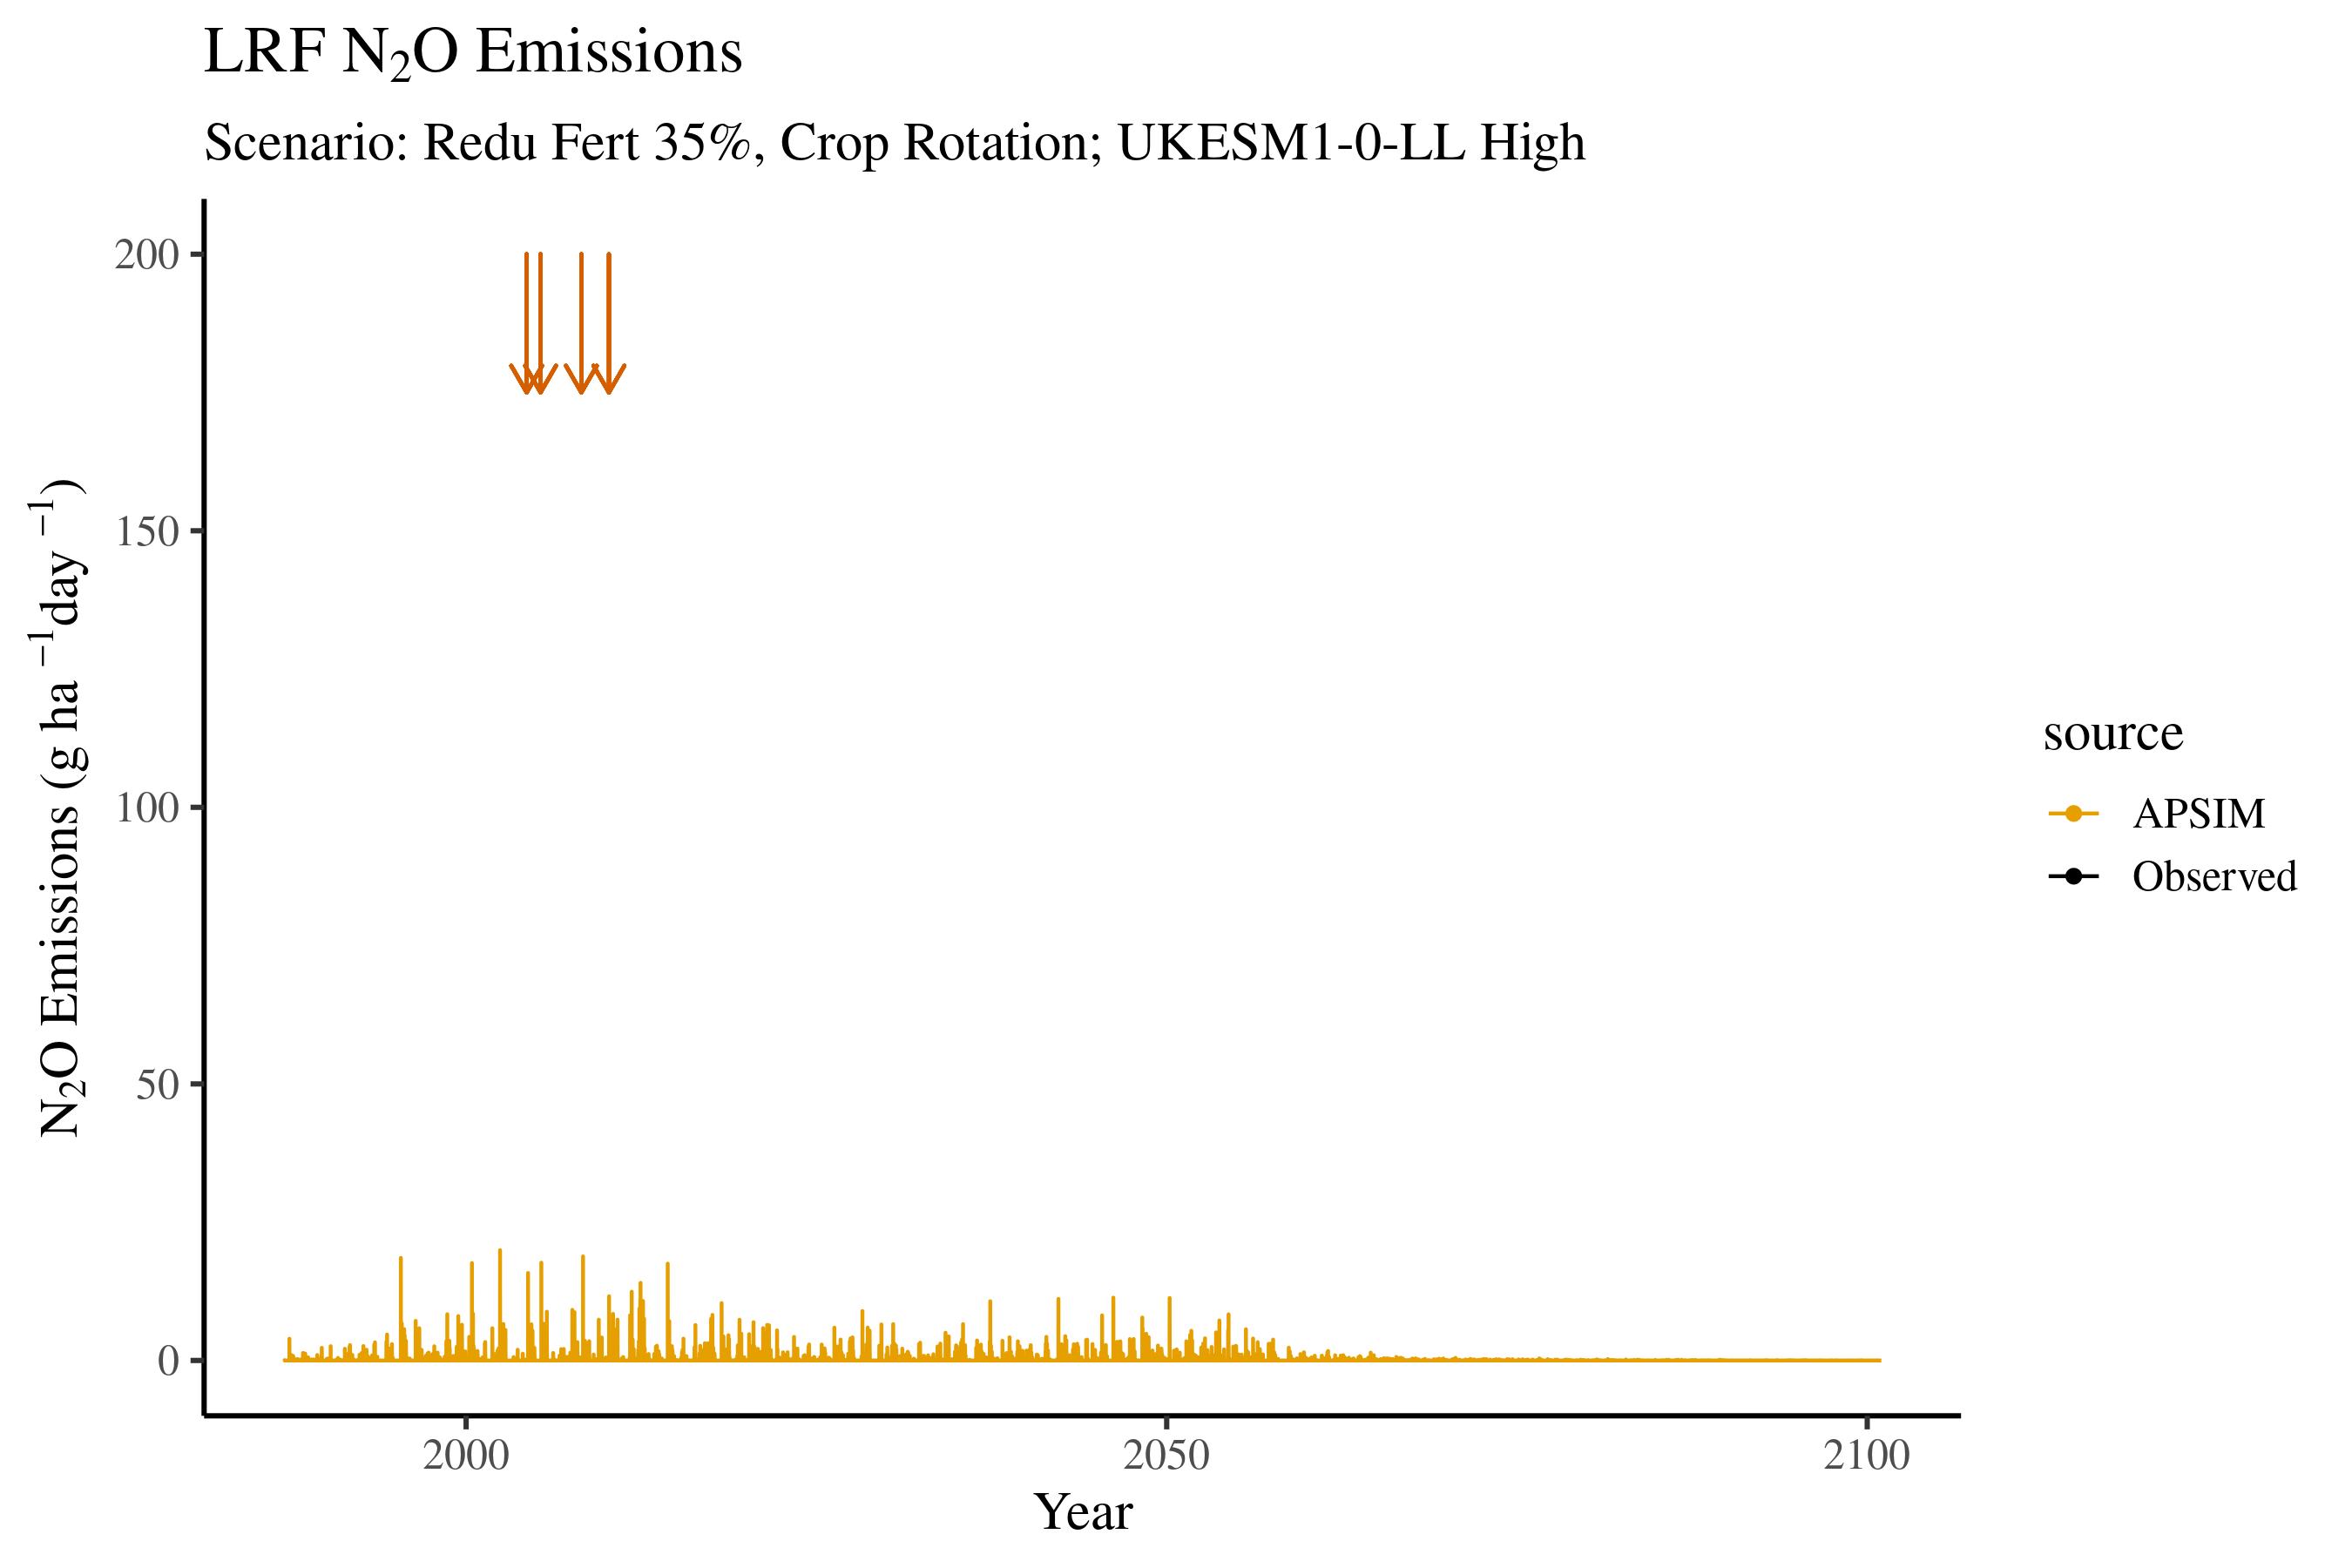 LRF N₂O Emissions
Scenario: Redu Fert 35%, Crop Rotation; UKESM1-0-LL High
N₂O Emissions (g ha ⁻¹day ⁻¹)
200
150
100
50
0
2000
2050
2100
Year
source
APSIM
Observed